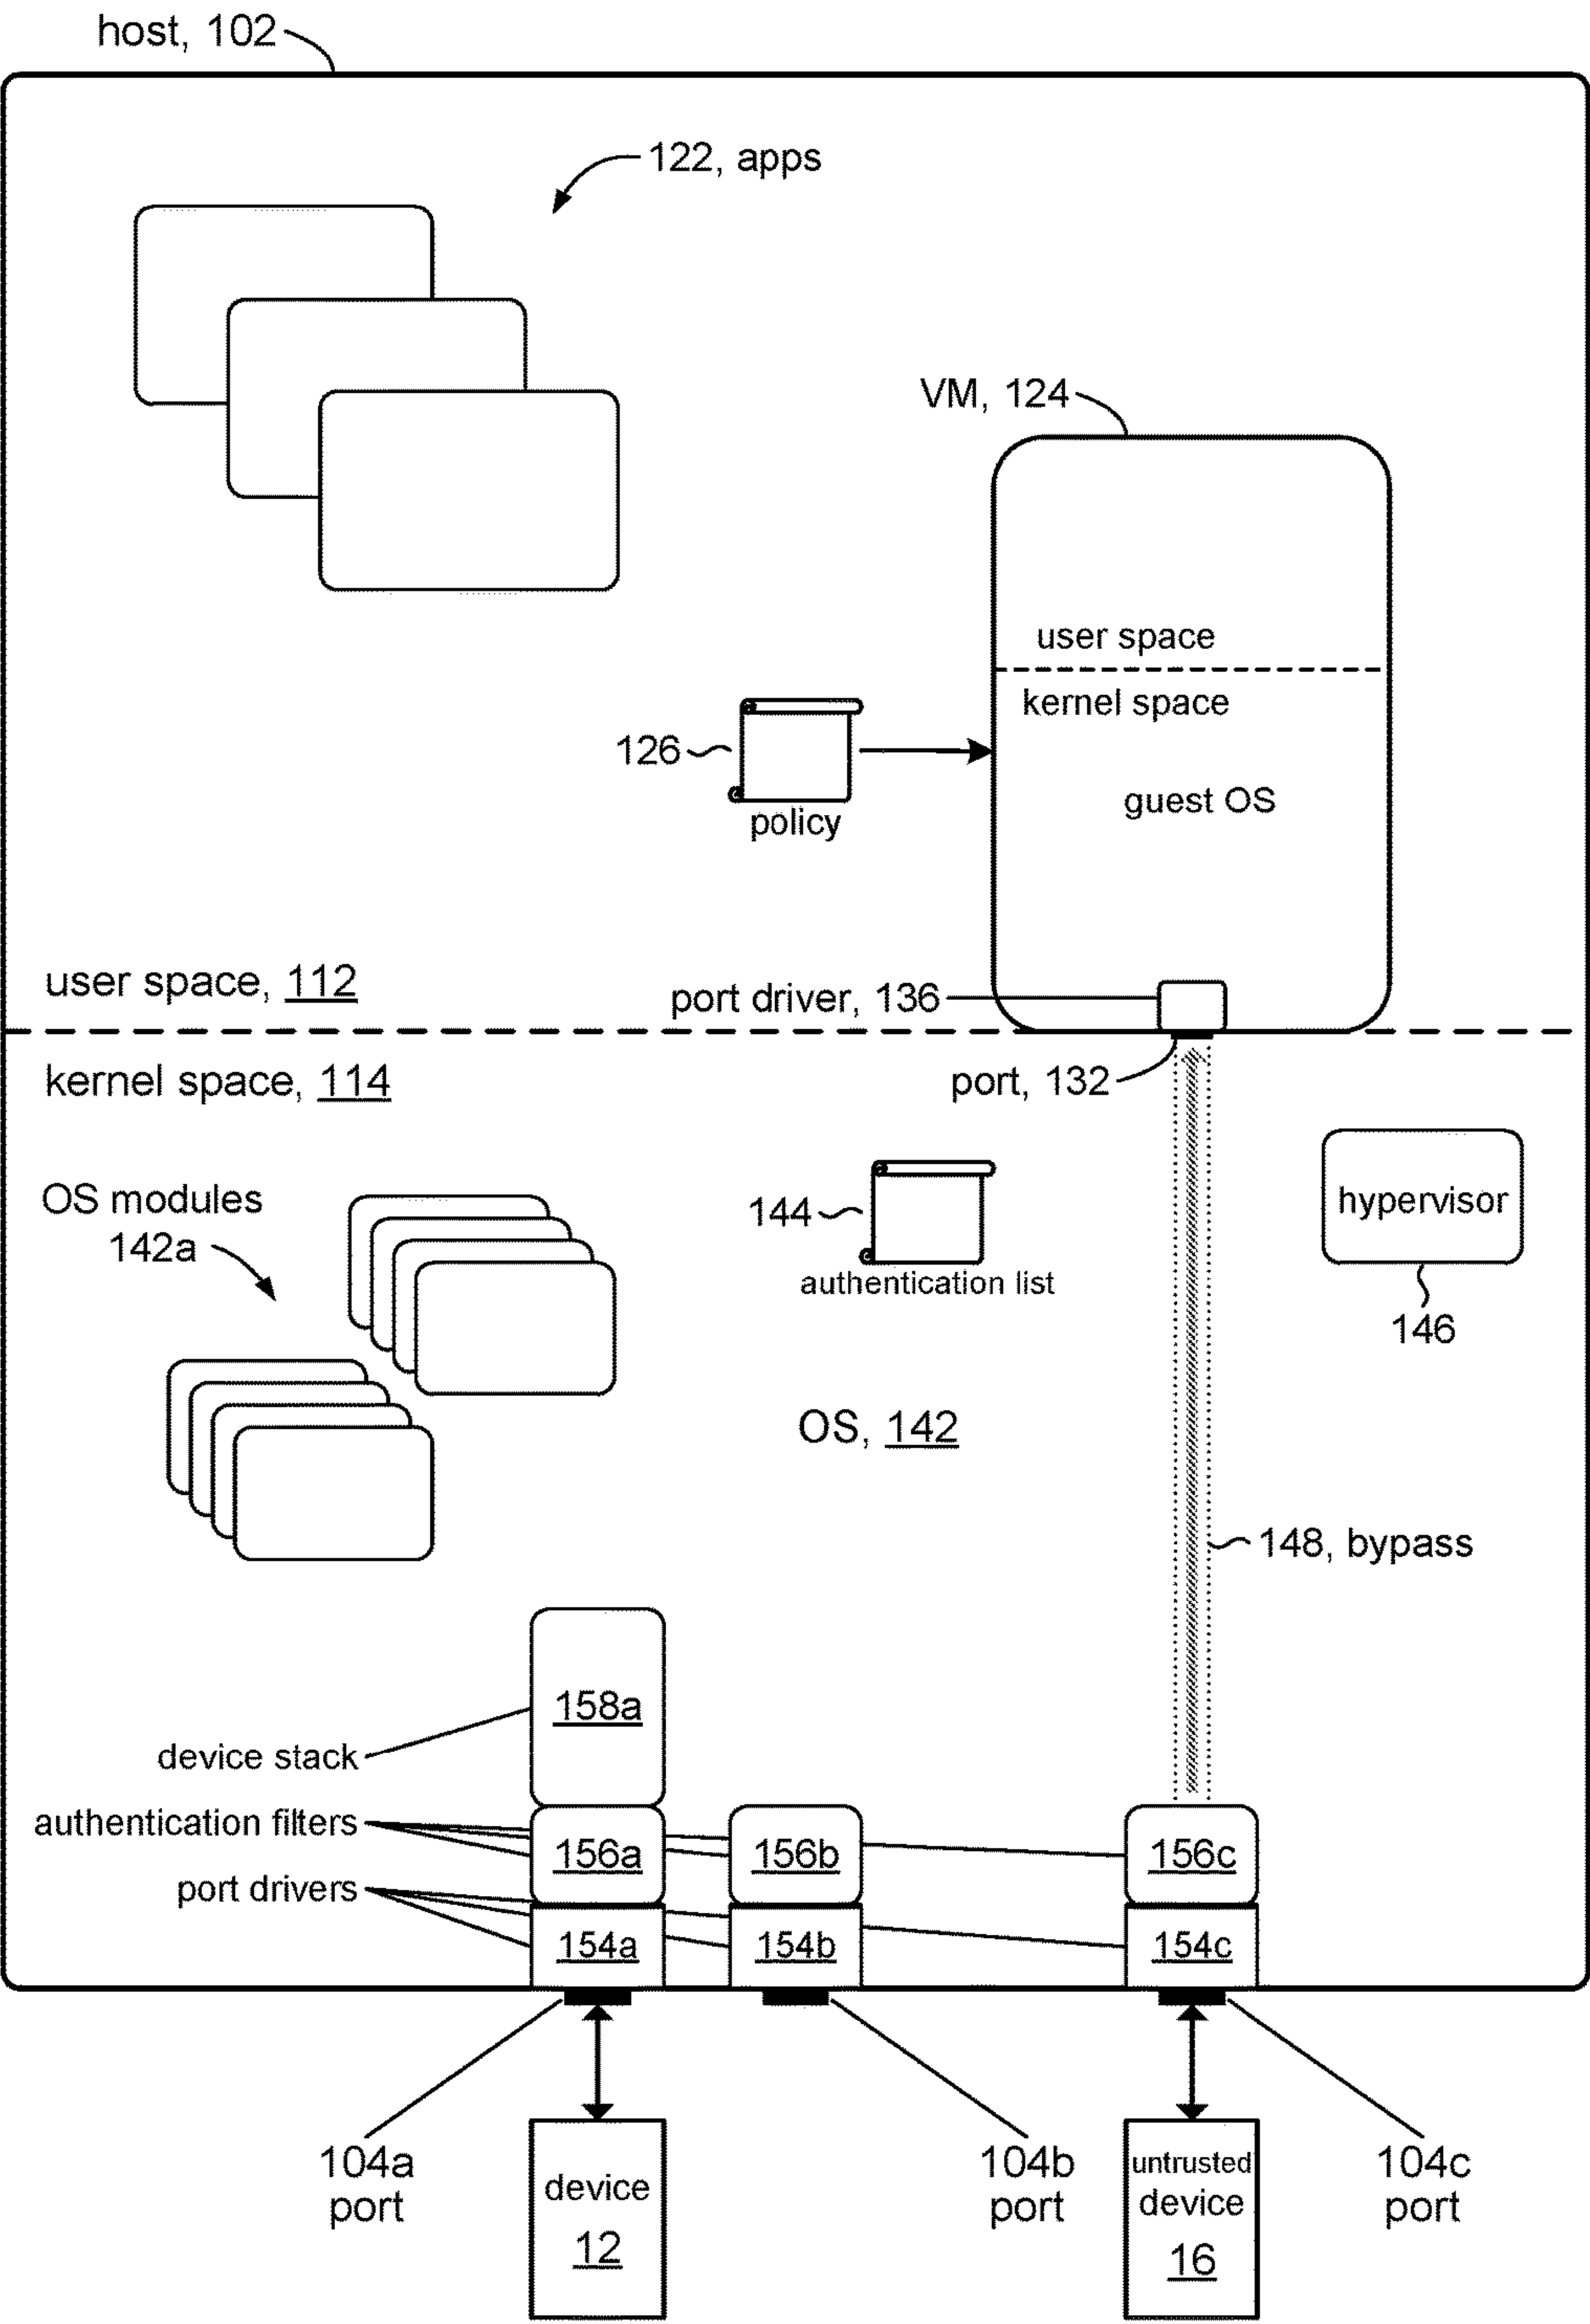 host, 102
122, apps
VM, 124
user space
kernel space
126
guest OS
policy
user space, 112
port driver, 136
kernel space, 114
port, 132
OS modules
142a
144
authentication list
hypervisor
146
OS, 142
148, bypass
158a
device stack
authentication filters
156a
156b
156c
port drivers
154a
154b
154c
104a
port
device
12
104b
port
untrusted
device
16
104c
port